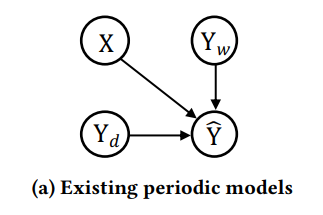 X
Y_w
Y_d
Ŷ
(a) Existing periodic models